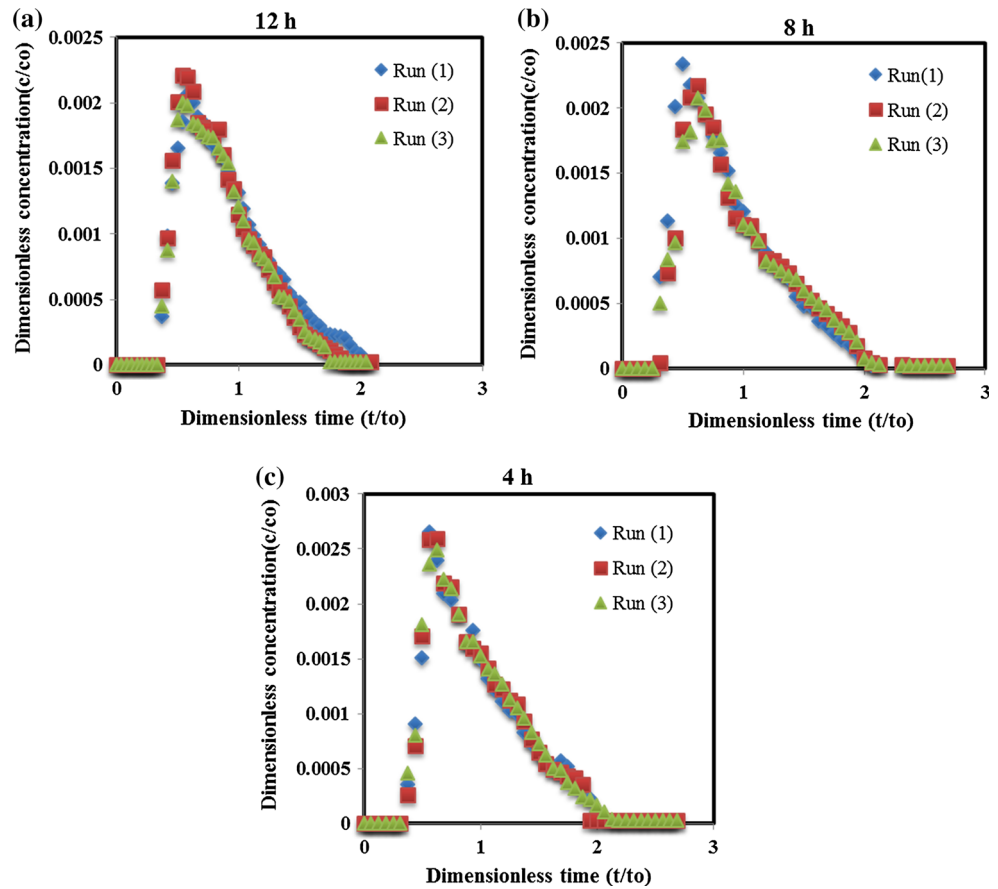 (a)
12 h
Dimensionless concentration(c/co)
0.0025
0.002
0.0015
0.001
0.0005
0
0
1
2
3
Run (1)
Run (2)
Run (3)
Dimensionless time (t/to)
(b)
8 h
Dimensionless concentration(c/co)
0.0025
0.002
0.0015
0.001
0.0005
0
0
1
2
3
Run(1)
Run (2)
Run (3)
Dimensionless time (t/to)
(c)
4 h
Dimensionless concentration(c/co)
0.003
0.0025
0.002
0.0015
0.001
0.0005
0
0
1
2
3
Run (1)
Run (2)
Run (3)
Dimensionless time (t/to)